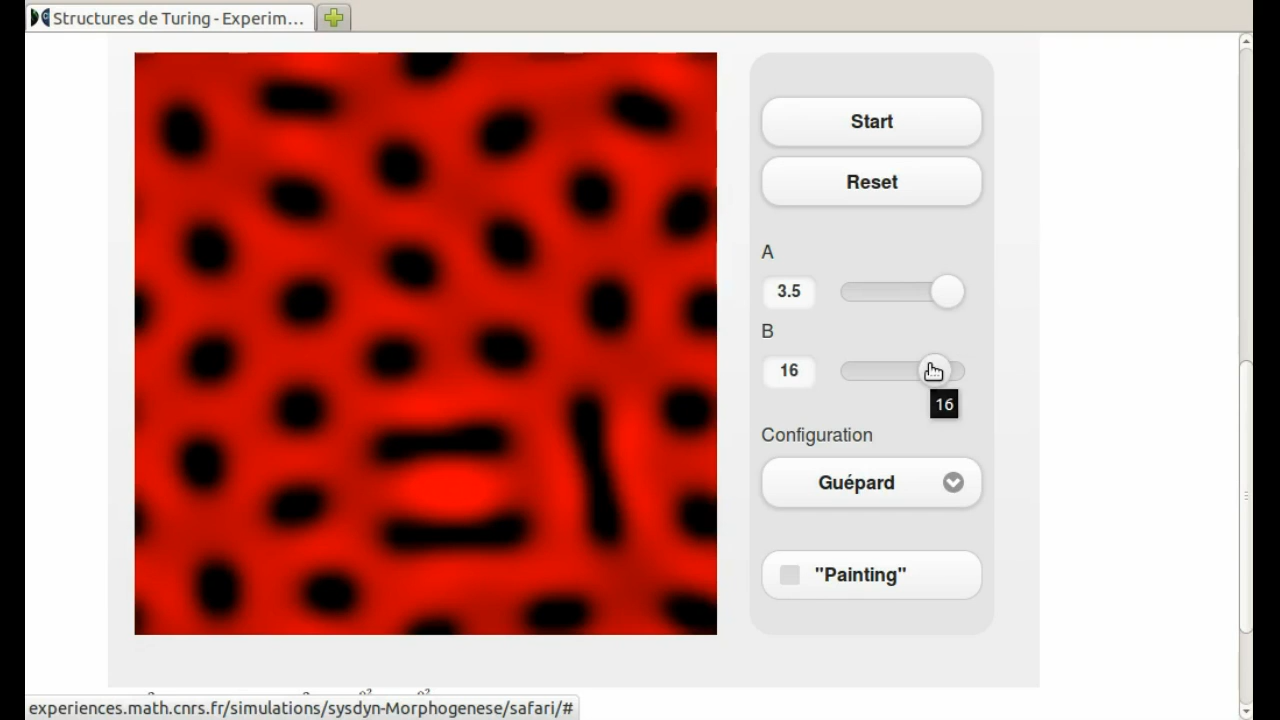 Structures de Turing - Experim...
Start
Reset
A
3.5
B
16
16
Configuration
Guépard
"Painting"
experiences.math.cnrs.fr/simulations/sysdyn-Morphogenese/safari/#